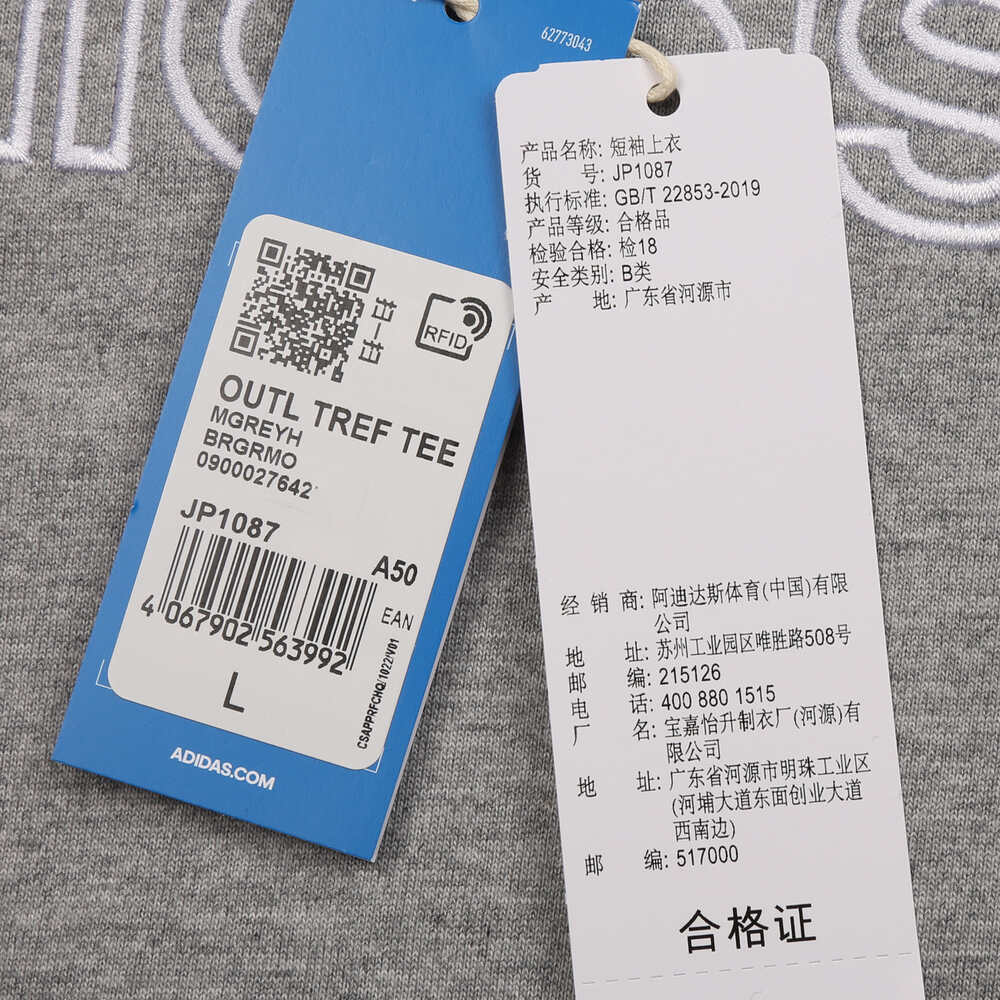 62773043
RFID
OUTL TREF TEE
MGREYH
BRGRMO
0900027642
JP1087
A50
EAN
4 067902 563992
L
CSAPPRFCHQ/1022/V01
ADIDAS.COM
产品名称: 短袖上衣
货 号: JP1087
执行标准: GB/T 22853-2019
产品等级: 合格品
检验合格: 检18
安全类别: B类
产 地: 广东省河源市
经 销 商: 阿迪达斯体育(中国)有限
公司
地 址: 苏州工业园区唯胜路508号
邮 编: 215126
电 话: 400 880 1515
厂 名: 宝嘉怡升制衣厂(河源)有
限公司
地 址: 广东省河源市明珠工业区
(河埔大道东面创业大道
西南边)
邮 编: 517000
合格证